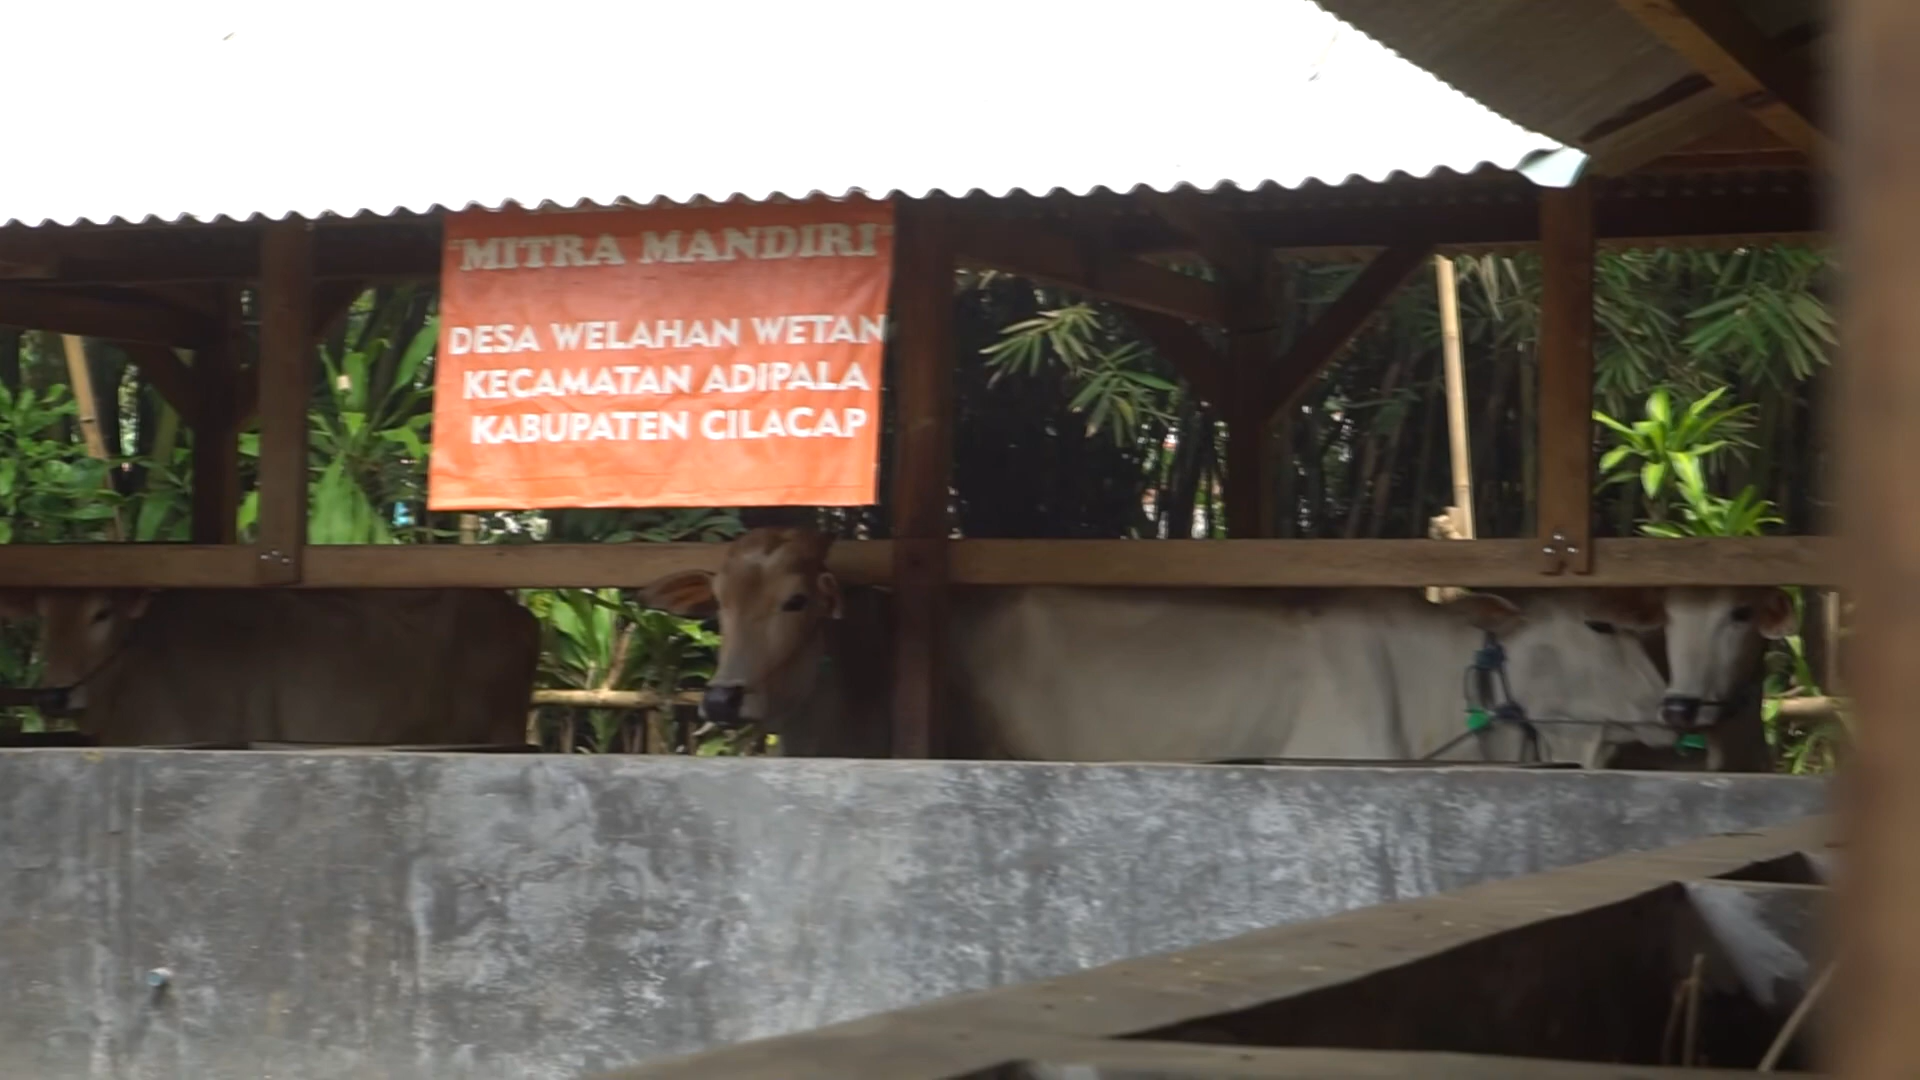 "MITRA MANDIRI"
DESA WELAHAN WETAN
KECAMATAN ADIPALA
KABUPATEN CILACAP